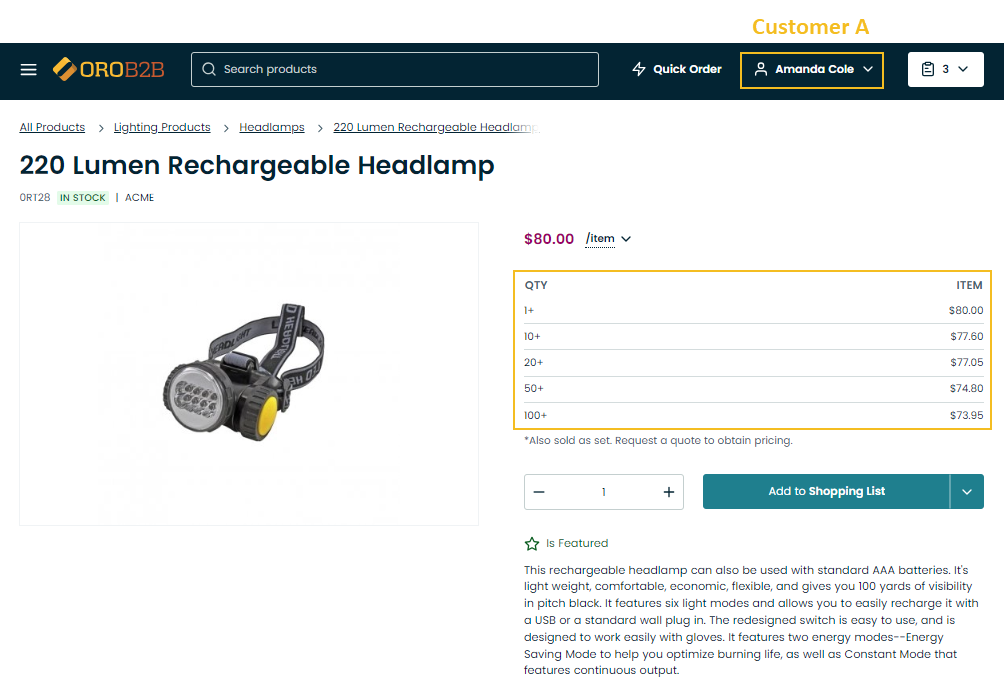 Customer A
OROB2B
Search products
Quick Order
Amanda Cole
3
All Products > Lighting Products > Headlamps > 220 Lumen Rechargeable Headlamp
220 Lumen Rechargeable Headlamp
0RT28 IN STOCK | ACME
$80.00 /item
QTY ITEM
1+ $80.00
10+ $77.60
20+ $77.05
50+ $74.80
100+ $73.95
*Also sold as set. Request a quote to obtain pricing.
− 1 +
Add to Shopping List
Is Featured
This rechargeable headlamp can also be used with standard AAA batteries. It's
light weight, comfortable, economic, flexible, and gives you 100 yards of visibility
in pitch black. It features six light modes and allows you to easily recharge it with
a USB or a standard wall plug in. The redesigned switch is easy to use, and is
designed to work easily with gloves. It features two energy modes--Energy
Saving Mode to help you optimize burning life, as well as Constant Mode that
features continuous output.